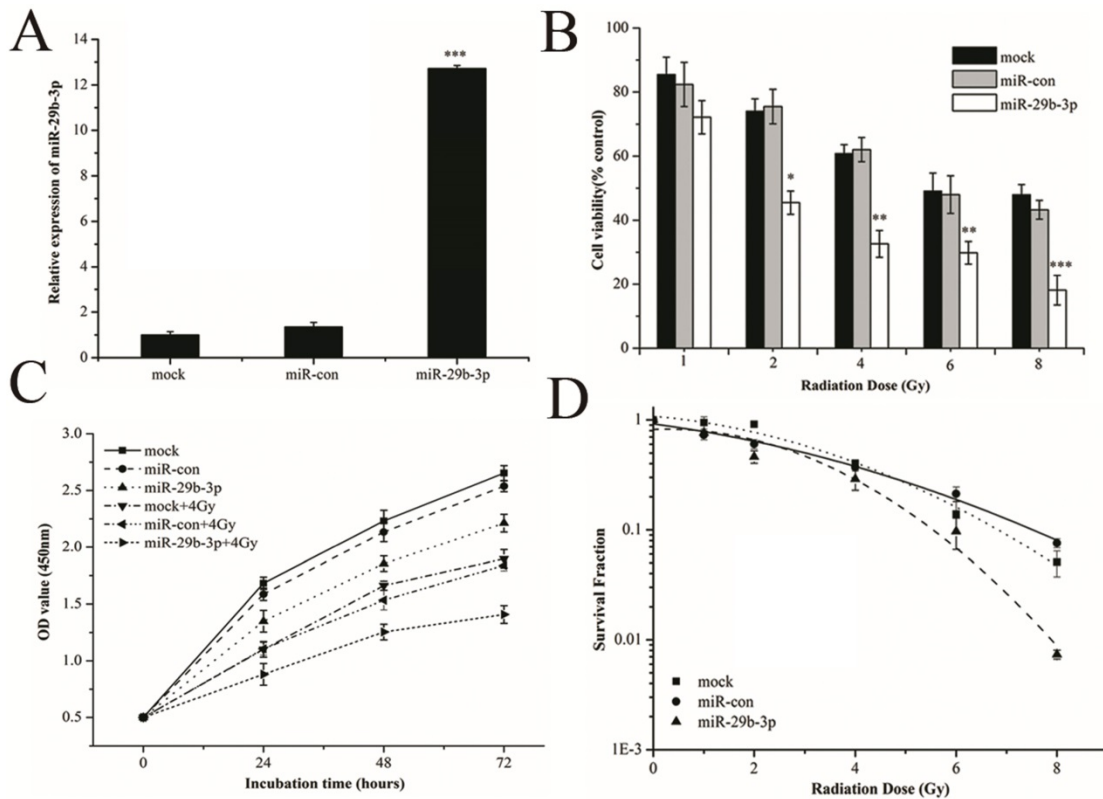 A
Relative expression of miR-29b-3p
14
12
10
8
6
4
2
0
***
mock
miR-con
miR-29b-3p
B
Cell viability(% control)
100
80
60
40
20
0
mock
miR-con
miR-29b-3p
*
**
**
***
1
2
4
6
8
Radiation Dose (Gy)
C
OD value (450nm)
3.0
2.5
2.0
1.5
1.0
0.5
mock
miR-con
miR-29b-3p
mock+4Gy
miR-con+4Gy
miR-29b-3p+4Gy
0
24
48
72
Incubation time (hours)
D
Survival Fraction
1
0.1
0.01
1E-3
mock
miR-con
miR-29b-3p
0
2
4
6
8
Radiation Dose (Gy)